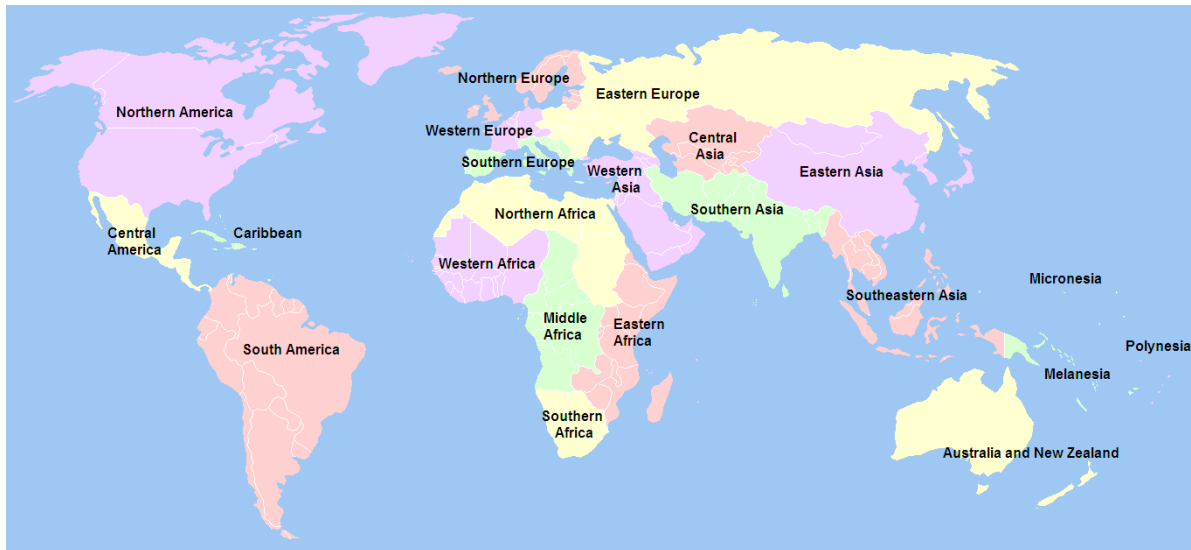 Northern Europe
Eastern Europe
Northern America
Western Europe
Central
Asia
Southern Europe
Western
Asia
Eastern Asia
Northern Africa
Southern Asia
Central
America
Caribbean
Western Africa
Micronesia
Southeastern Asia
Middle
Africa
Eastern
Africa
South America
Polynesia
Melanesia
Southern
Africa
Australia and New Zealand